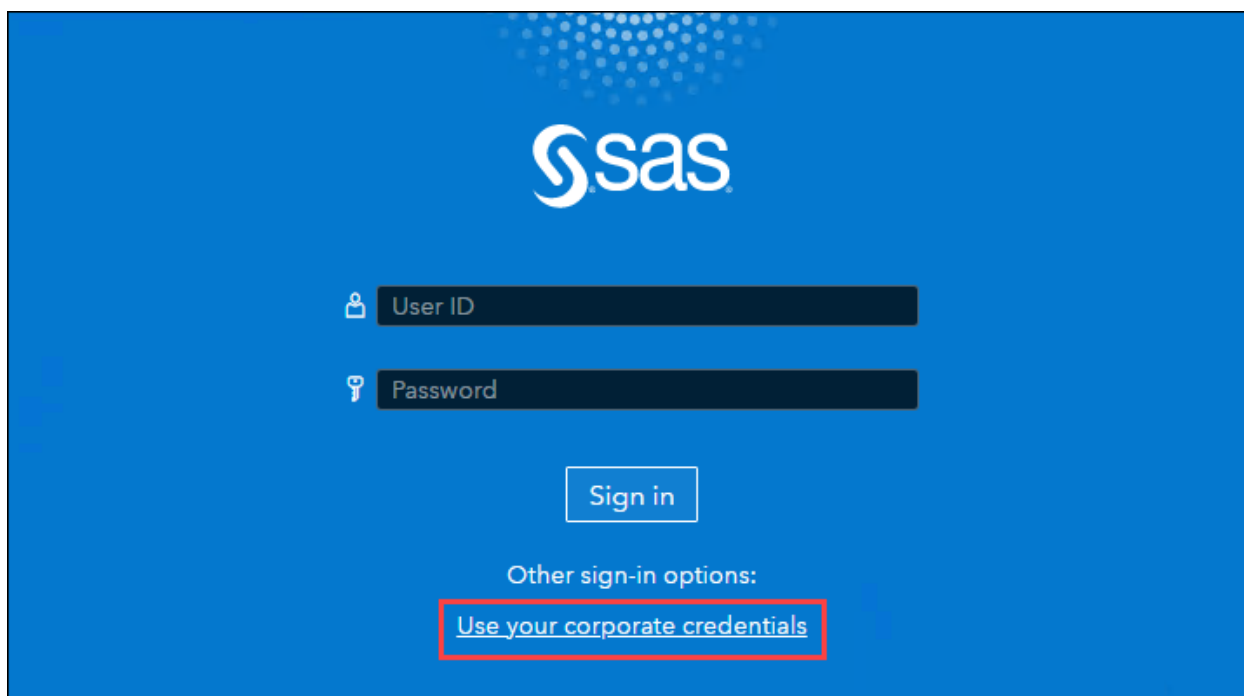 sas
User ID
Password
Sign in
Other sign-in options:
Use your corporate credentials